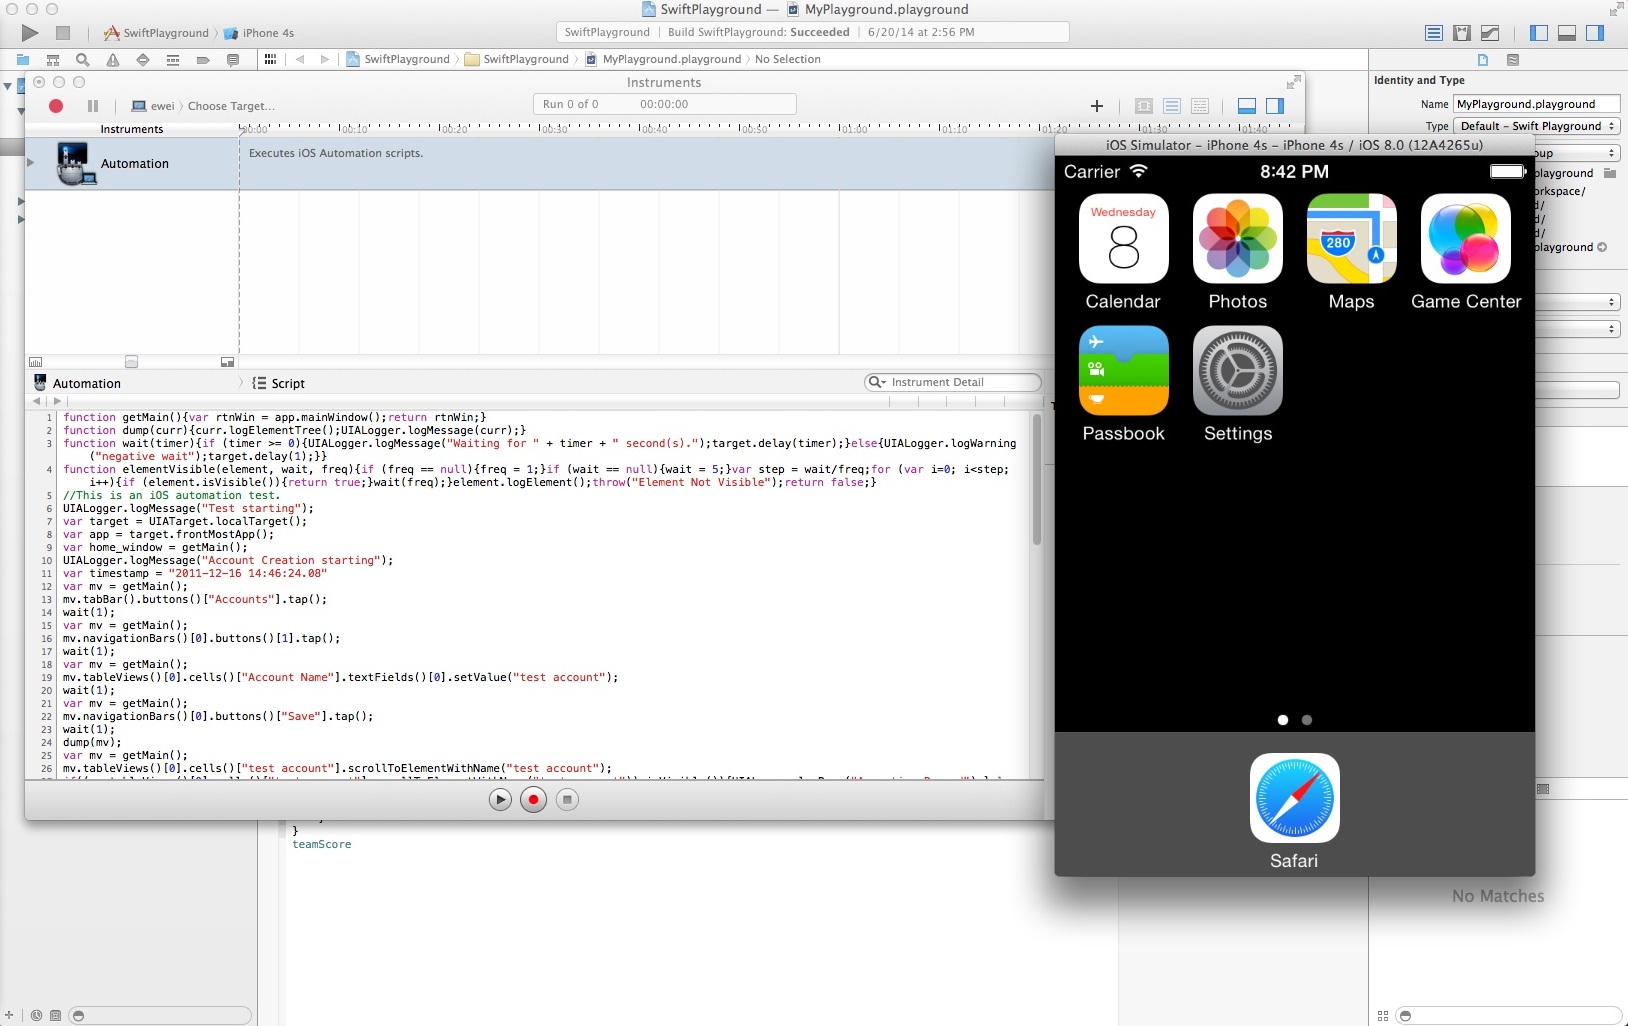 SwiftPlayground — MyPlayground.playground
SwiftPlayground iPhone 4s
SwiftPlayground | Build SwiftPlayground: Succeeded | 6/20/14 at 2:56 PM
SwiftPlayground SwiftPlayground MyPlayground.playground No Selection
Identity and Type
Name MyPlayground.playground
Type Default - Swift Playground
oup
playground
orkspace/
d/
d/
d/
playground
Instruments
ewei Choose Target...
Run 0 of 0 00:00:00
Instruments
00:00 00:10 00:20 00:30 00:40 00:50 01:00 01:10 01:20 01:30 01:40
Automation
Executes iOS Automation scripts.
Automation Script
Instrument Detail
1 function getMain(){var rtnWin = app.mainWindow();return rtnWin;}
2 function dump(curr){curr.logElementTree();UIALogger.logMessage(curr);}
3 function wait(timer){if (timer >= 0){UIALogger.logMessage("Waiting for " + timer + " second(s).");target.delay(timer);}else{UIALogger.logWarning
("negative wait");target.delay(1);}}
4 function elementVisible(element, wait, freq){if (freq == null){freq = 1;}if (wait == null){wait = 5;}var step = wait/freq;for (var i=0; i<step;
i++){if (element.isVisible()){return true;}wait(freq);}element.logElement();throw("Element Not Visible");return false;}
5 //This is an iOS automation test.
6 UIALogger.logMessage("Test starting");
7 var target = UIATarget.localTarget();
8 var app = target.frontMostApp();
9 var home_window = getMain();
10 UIALogger.logMessage("Account Creation starting");
11 var timestamp = "2011-12-16 14:46:24.08"
12 var mv = getMain();
13 mv.tabBar().buttons()["Accounts"].tap();
14 wait(1);
15 var mv = getMain();
16 mv.navigationBars()[0].buttons()[1].tap();
17 wait(1);
18 var mv = getMain();
19 mv.tableViews()[0].cells()["Account Name"].textFields()[0].setValue("test account");
20 wait(1);
21 var mv = getMain();
22 mv.navigationBars()[0].buttons()["Save"].tap();
23 wait(1);
24 dump(mv);
25 var mv = getMain();
26 mv.tableViews()[0].cells()["test account"].scrollToElementWithName("test account");
}
teamScore
iOS Simulator - iPhone 4s - iPhone 4s / iOS 8.0 (12A4265u)
Carrier 8:42 PM
Wednesday
8
280
Calendar Photos Maps Game Center
Passbook Settings
Safari
No Matches